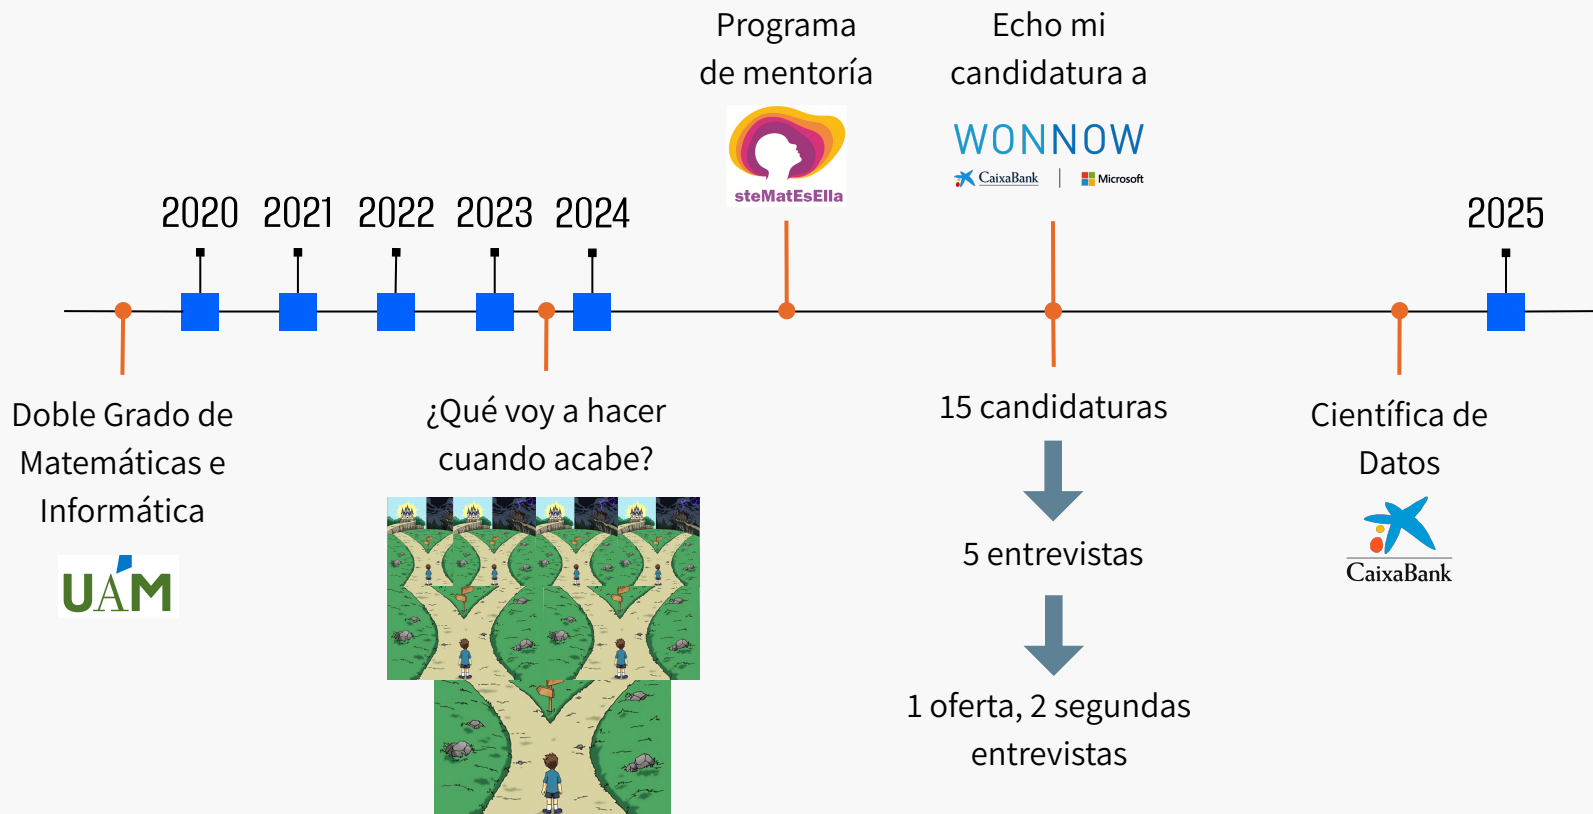 Programa
de mentoría
steMatEsElla
Echo mi
candidatura a
WONNOW
CaixaBank | Microsoft
2020 2021 2022 2023 2024 2025
Doble Grado de
Matemáticas e
Informática
UAM
¿Qué voy a hacer
cuando acabe?
15 candidaturas
5 entrevistas
1 oferta, 2 segundas
entrevistas
Científica de
Datos
CaixaBank